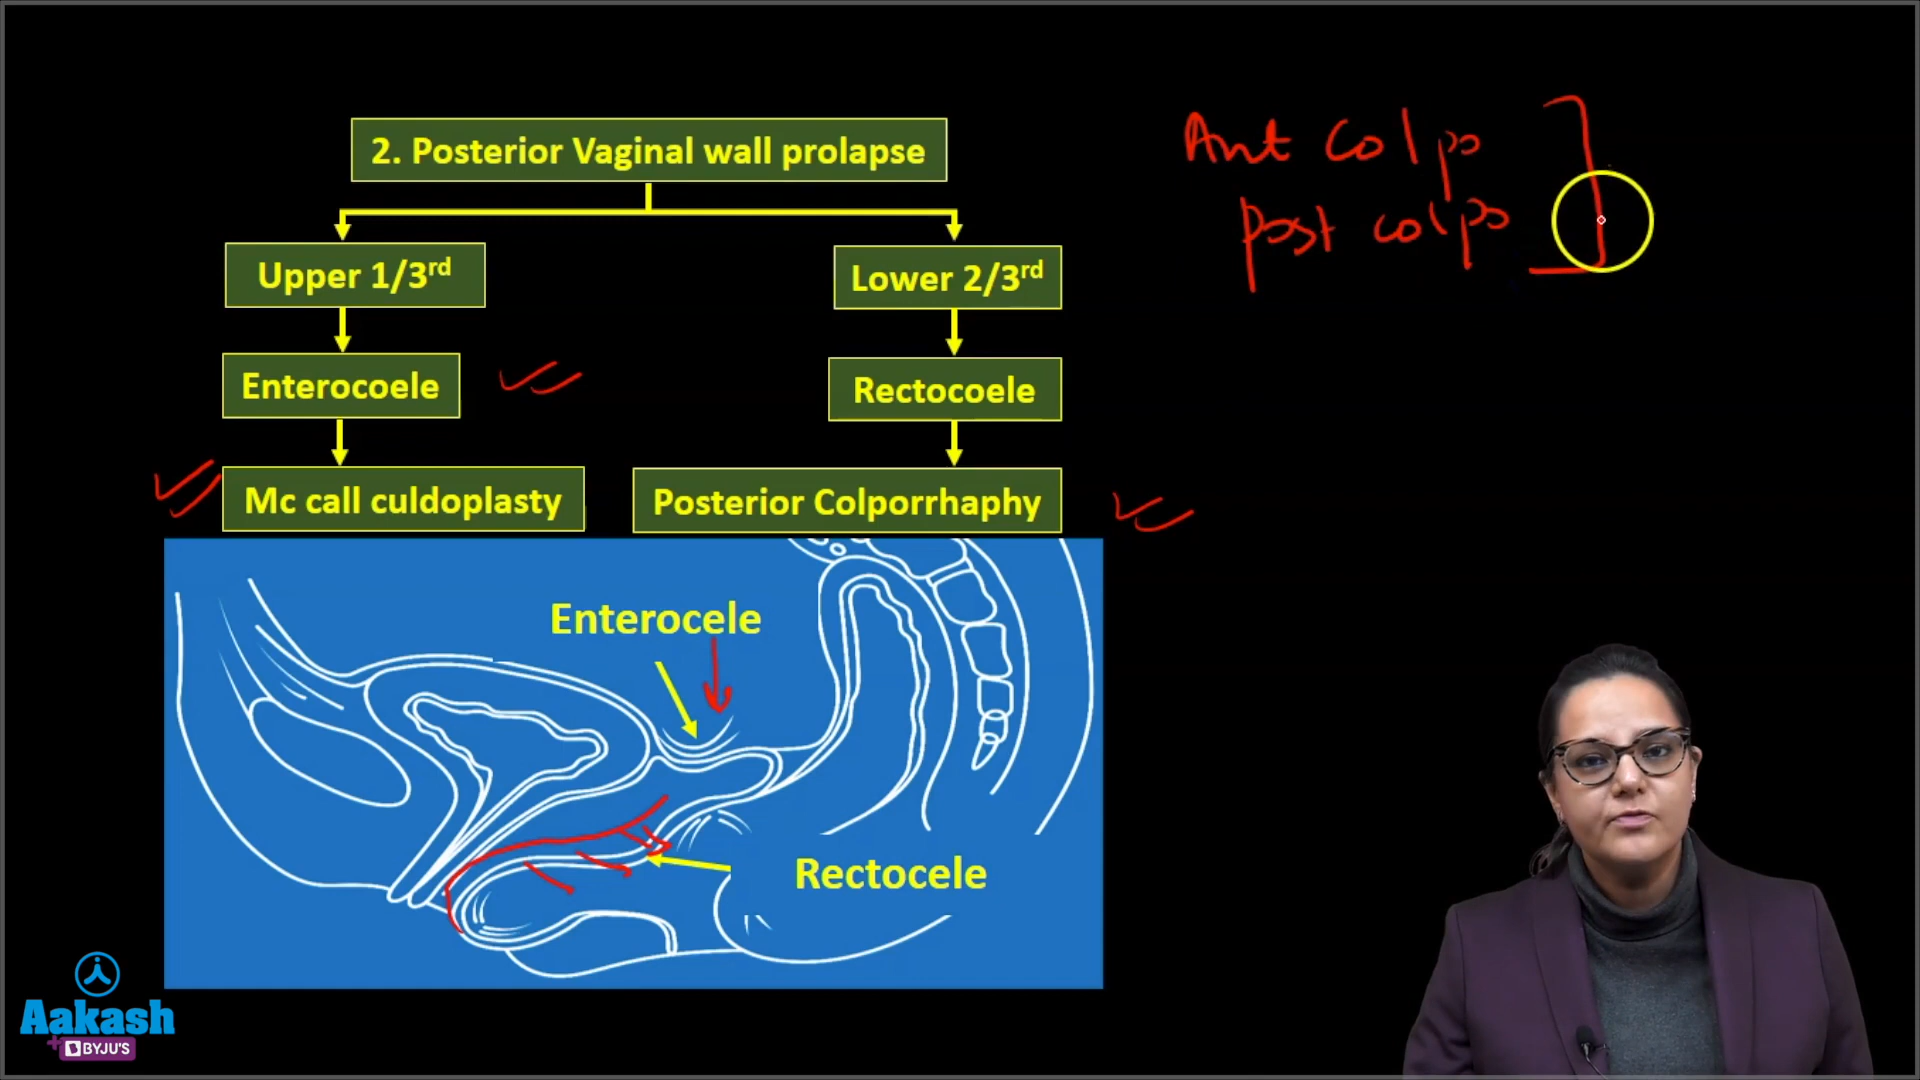 2. Posterior Vaginal wall prolapse
Upper 1/3rd
Lower 2/3rd
Enterocoele
Rectocoele
Mc call culdoplasty
Posterior Colporrhaphy
Ant Colpo
Post colpo
Enterocele
Rectocele
Aakash
+ BYJU'S